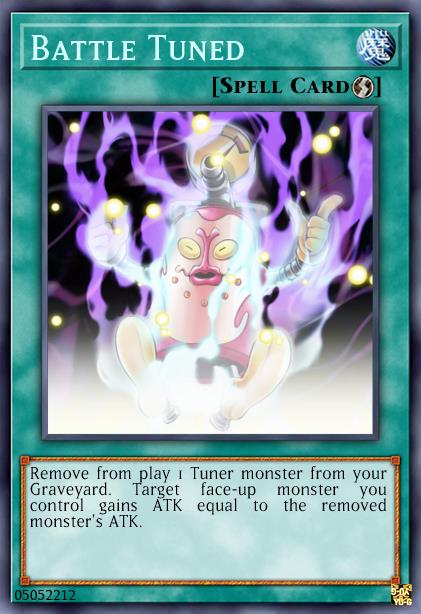 Battle Tuned
[Spell Card]
Remove from play 1 Tuner monster from your
Graveyard. Target face-up monster you
control gains ATK equal to the removed
monster's ATK.
05052212